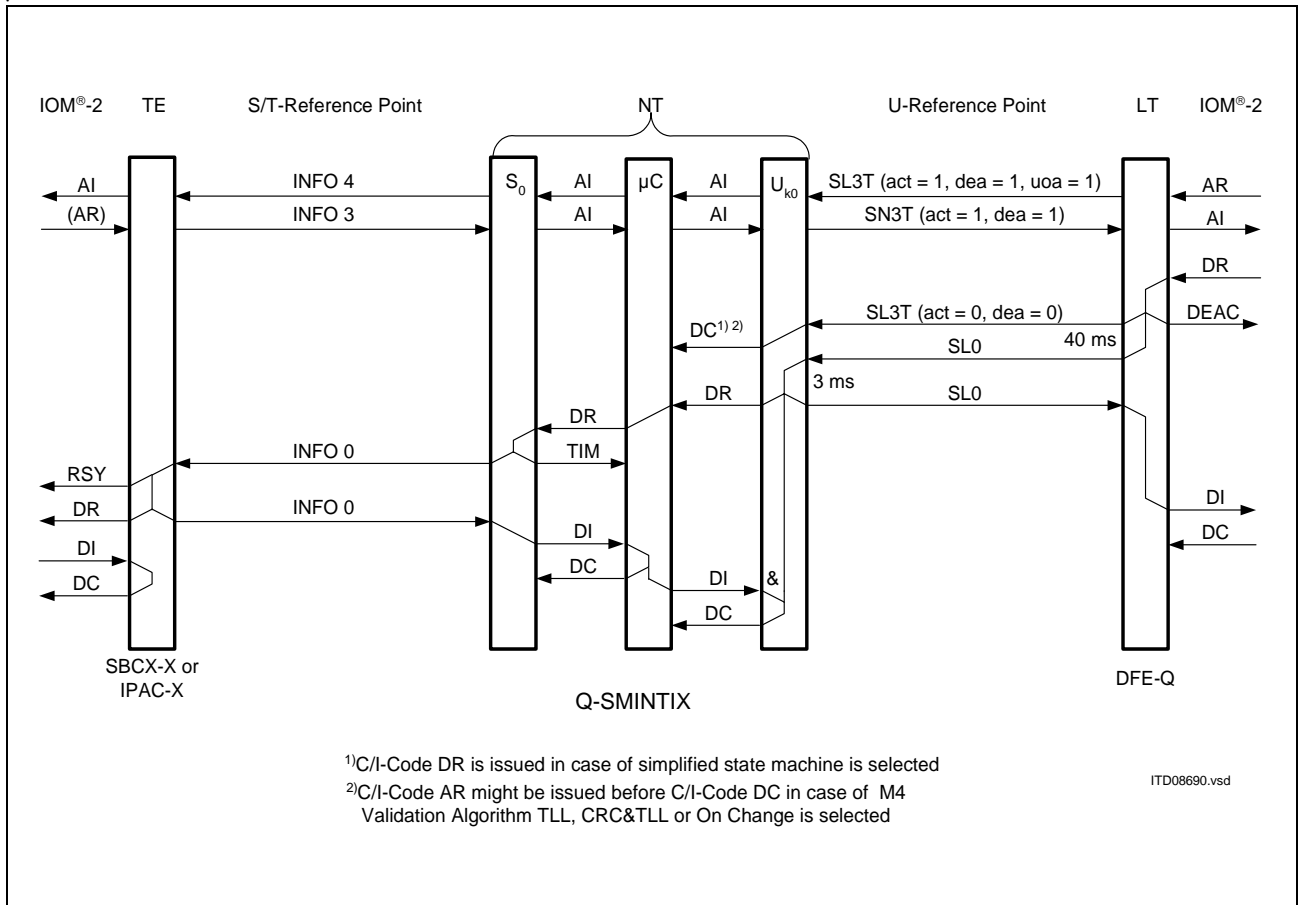 IOM®-2 TE S/T-Reference Point NT U-Reference Point LT IOM®-2
S0 µC Uk0
AI INFO 4 AI AI SL3T (act = 1, dea = 1, uoa = 1) AR
(AR) INFO 3 AI AI SN3T (act = 1, dea = 1) AI
DR
SL3T (act = 0, dea = 0) DEAC
DC1) 2) 40 ms
SL0
3 ms
DR SL0
DR
INFO 0 TIM
RSY
DR INFO 0 DI
DI DC
DI DC
DC DI &
DC
SBCX-X or
IPAC-X
DFE-Q
Q-SMINTIX
1)C/I-Code DR is issued in case of simplified state machine is selected
2)C/I-Code AR might be issued before C/I-Code DC in case of M4
Validation Algorithm TLL, CRC&TLL or On Change is selected
ITD08690.vsd